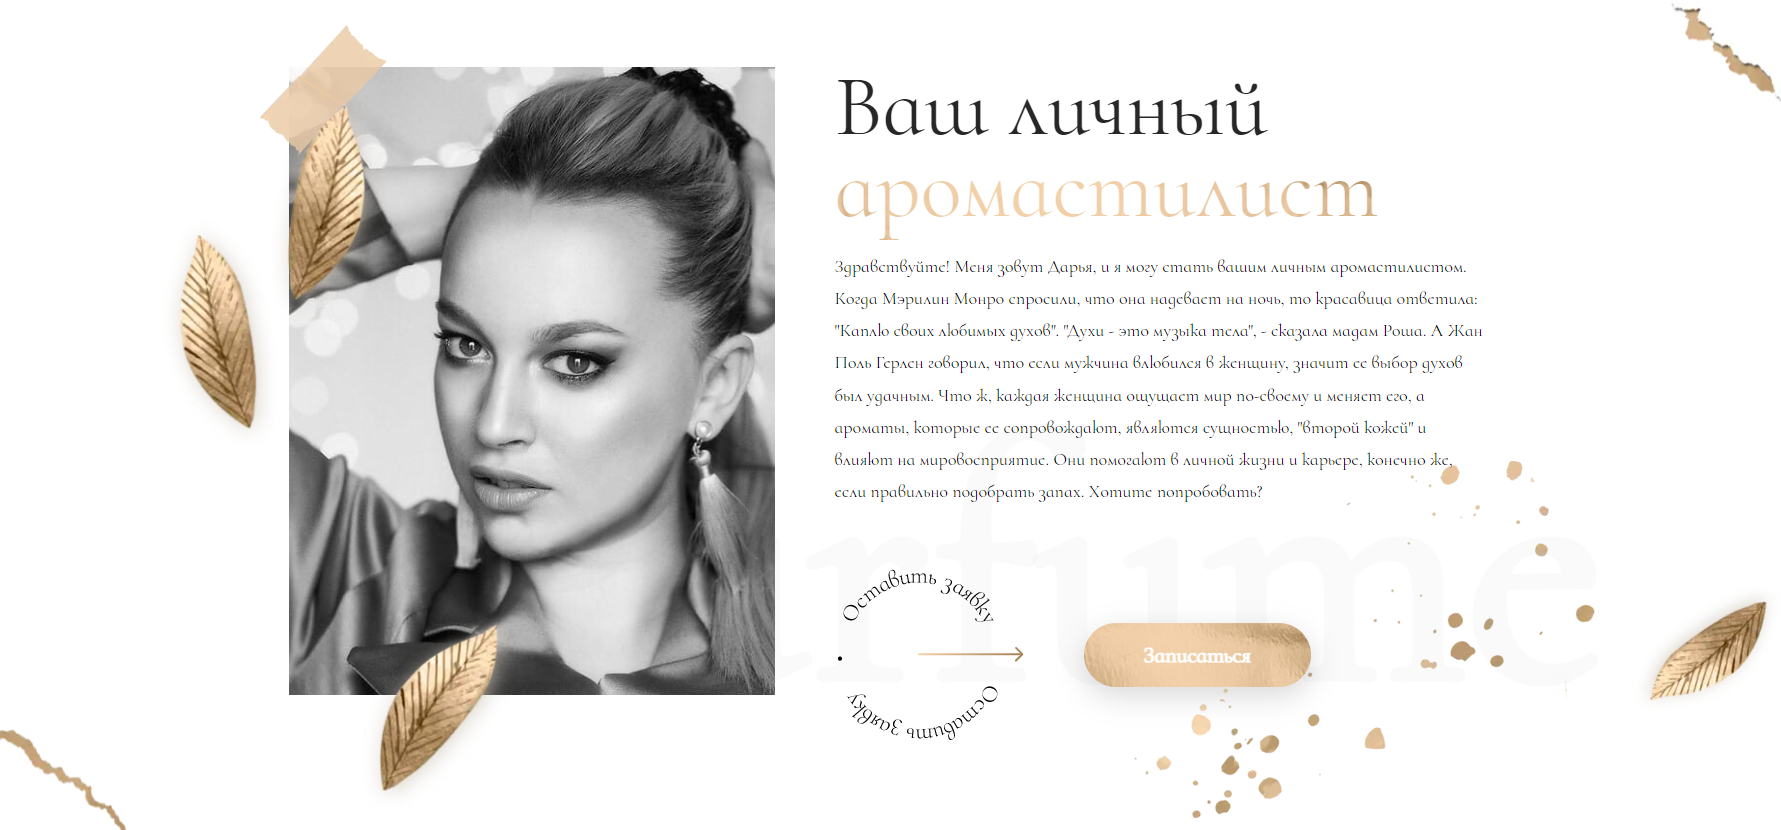 Ваш личный
аромастилист
Здравствуйте! Меня зовут Дарья, и я могу стать вашим личным аромастилистом.
Когда Мэрилин Монро спросили, что она надевает на ночь, то красавица ответила:
"Каплю своих любимых духов". "Духи - это музыка тела", - сказала мадам Роша. А Жан
Поль Герлен говорил, что если мужчина влюбился в женщину, значит ее выбор духов
был удачным. Что ж, каждая женщина ощущает мир по-своему и меняет его, а
ароматы, которые ее сопровождают, являются сущностью, "второй кожей" и
влияют на мировосприятие. Они помогают в личной жизни и карьере, конечно же,
если правильно подобрать запах. Хотите попробовать?
arfume
Оставить заявку
·
Оставить заявку
Записаться